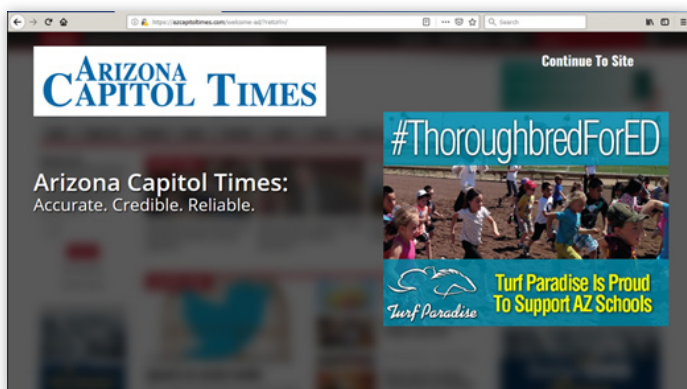 https://azcapitoltimes.com/welcome-ad/?retUrl=/
Search
ARIZONA
CAPITOL TIMES
Continue To Site
#ThoroughbredForED
Arizona Capitol Times:
Accurate. Credible. Reliable.
Turf Paradise
Turf Paradise Is Proud
To Support AZ Schools